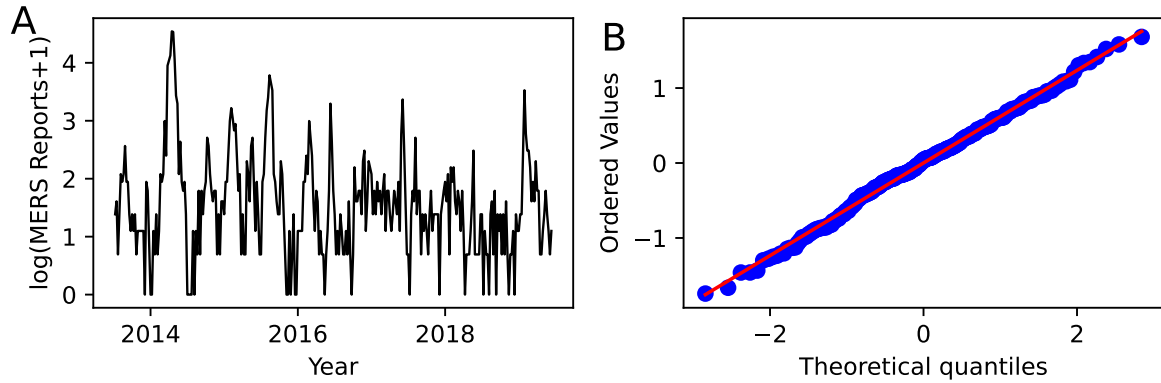 A
log(MERS Reports+1)
4
3
2
1
0
2014
2016
2018
Year
B
Ordered Values
1
0
−1
−2
0
2
Theoretical quantiles